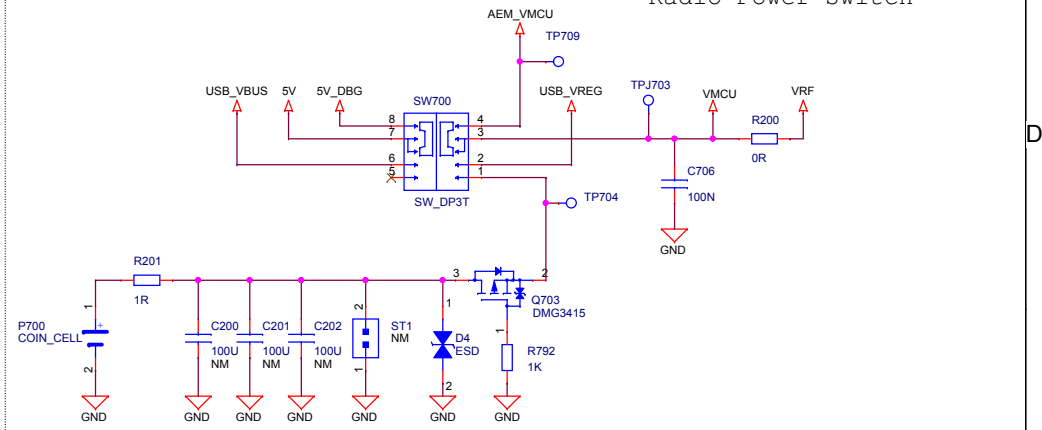 Radio Power Switch
AEM_VMCU
TP709
USB_VBUS 5V 5V_DBG SW700 USB_VREG TPJ703 VMCU VRF
R200
0R
8 4
7 3
6 2
5 1
SW_DP3T
C706
100N
GND
TP704
D
R201
1R
3 2
Q703
DMG3415
P700
COIN_CELL
1
2
C200
100U
NM
C201
100U
NM
C202
100U
NM
2
ST1
NM
1
1
D4
ESD
2
1
R792
1K
GND GND GND GND GND GND GND